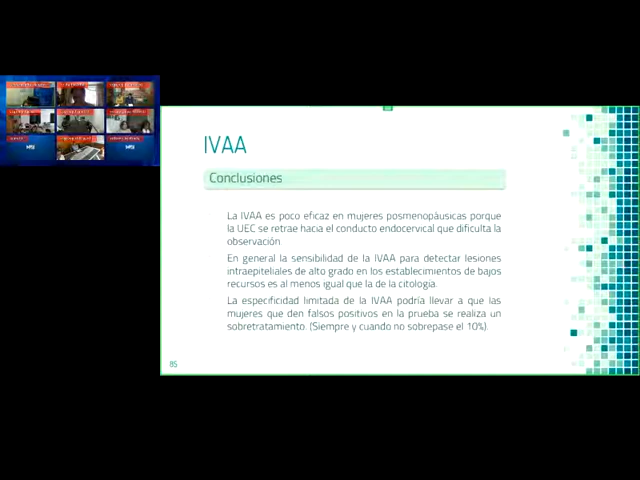 IVAA
Conclusiones
La IVAA es poco eficaz en mujeres posmenopáusicas porque
la UEC se retrae hacia el conducto endocervical que dificulta la
observación
En general la sensibilidad de la IVAA para detectar lesiones
intraepiteliales de alto grado en los establecimientos de bajos
recursos es al menos igual que la de la citologia.
La especificidad limitada de la IVAA podría llevar a que las
mujeres que den falsos positivos en la prueba se realiza un
sobretratamiento. (Siempre y cuando no sobrepase el 10%).
85